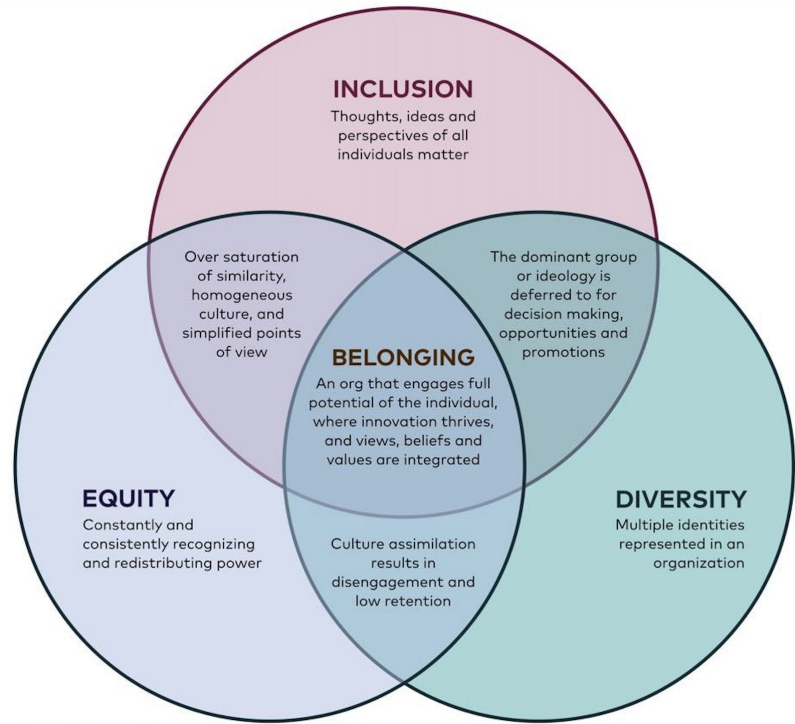 INCLUSION
Thoughts, ideas and
perspectives of all
individuals matter
Over saturation
of similarity,
homogeneous
culture, and
simplified points
of view
The dominant group
or ideology is
deferred to for
decision making,
opportunities and
promotions
BELONGING
An org that engages full
potential of the individual,
where innovation thrives,
and views, beliefs and
values are integrated
EQUITY
Constantly and
consistently recognizing
and redistributing power
Culture assimilation
results in
disengagement and
low retention
DIVERSITY
Multiple identities
represented in an
organization